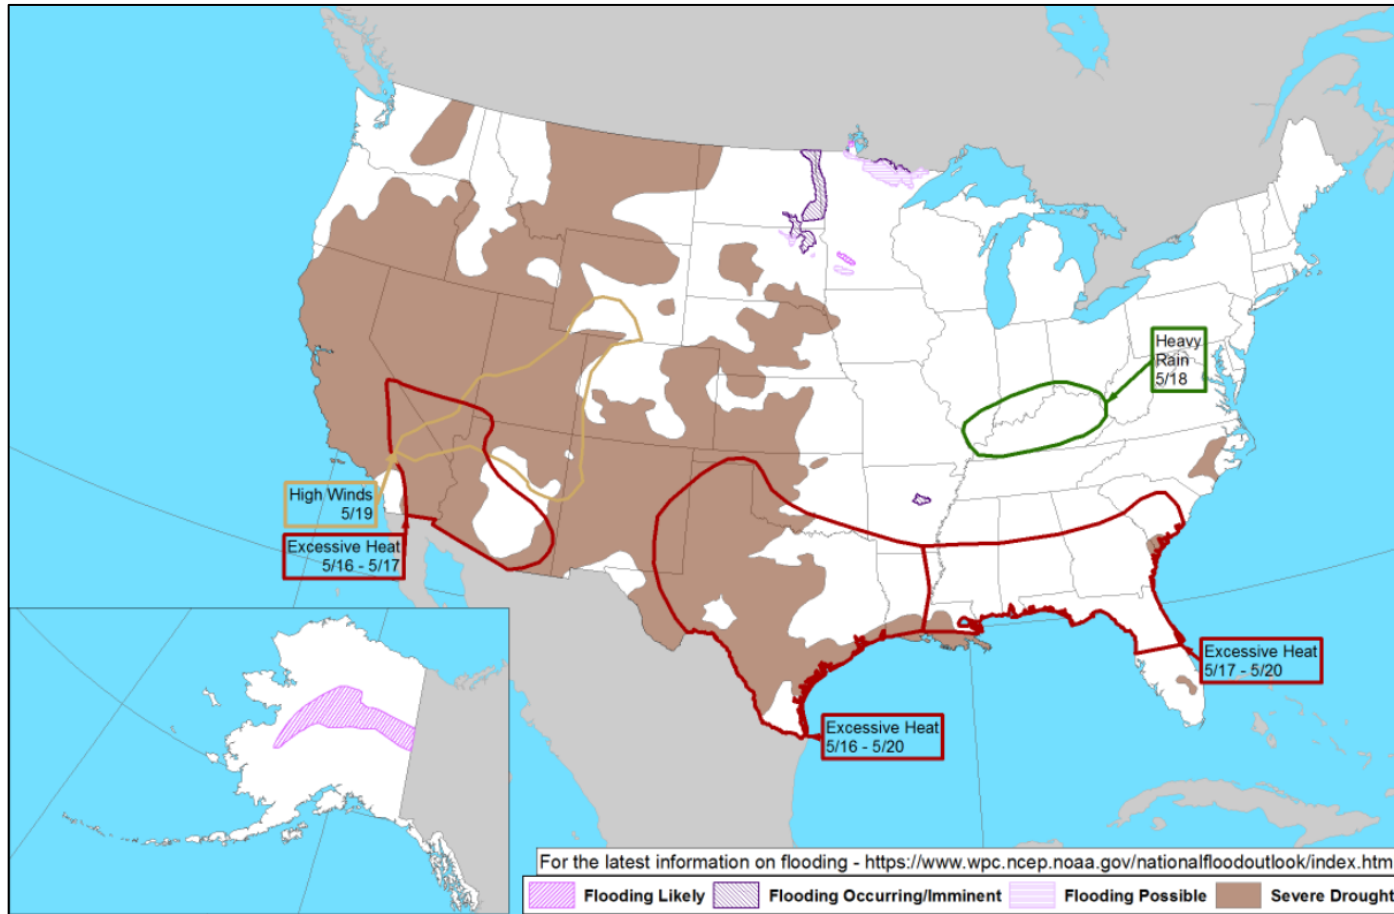 Heavy
Rain
5/18
High Winds
5/19
Excessive Heat
5/16 - 5/17
Excessive Heat
5/17 - 5/20
Excessive Heat
5/16 - 5/20
For the latest information on flooding - https://www.wpc.ncep.noaa.gov/nationalfloodoutlook/index.htm
Flooding Likely Flooding Occurring/Imminent Flooding Possible Severe Drough